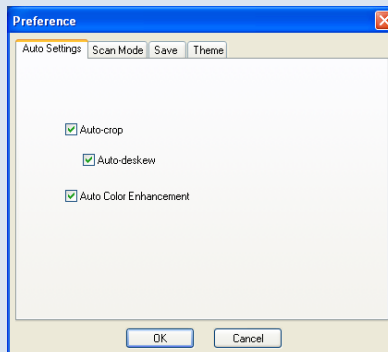 Preference
Auto Settings Scan Mode Save Theme
Auto-crop
Auto-deskew
Auto Color Enhancement
OK Cancel